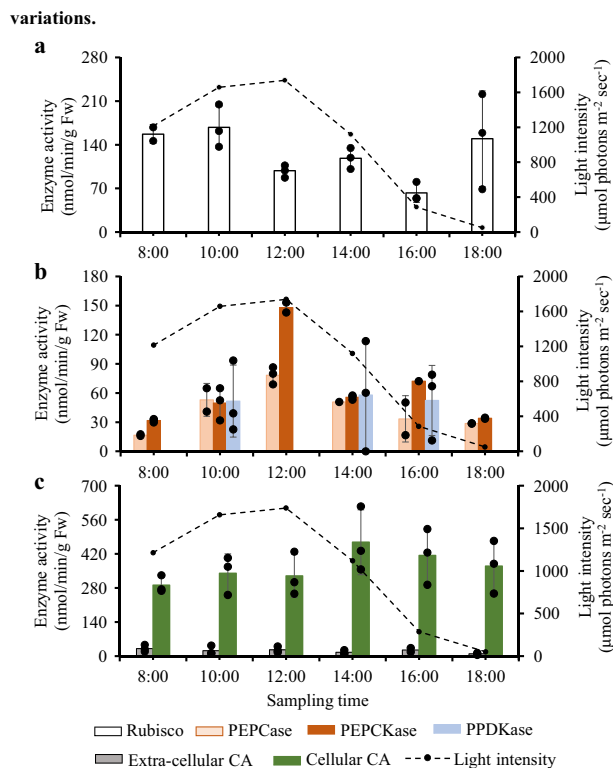 variations.
a
Enzyme activity
(nmol/min/g Fw)
280
210
140
70
0
2000
1600
1200
800
400
0
Light intensity
(μmol photons m⁻² sec⁻¹)
8:00 10:00 12:00 14:00 16:00 18:00
b
Enzyme activity
(nmol/min/g Fw)
180
150
120
90
60
30
0
2000
1600
1200
800
400
0
Light intensity
(μmol photons m⁻² sec⁻¹)
8:00 10:00 12:00 14:00 16:00 18:00
c
Enzyme activity
(nmol/min/g Fw)
700
560
420
280
140
0
2000
1500
1000
500
0
Light intensity
(μmol photons m⁻² sec⁻¹)
8:00 10:00 12:00 14:00 16:00 18:00
Sampling time
Rubisco PEPCase PEPCKase PPDKase
Extra-cellular CA Cellular CA Light intensity